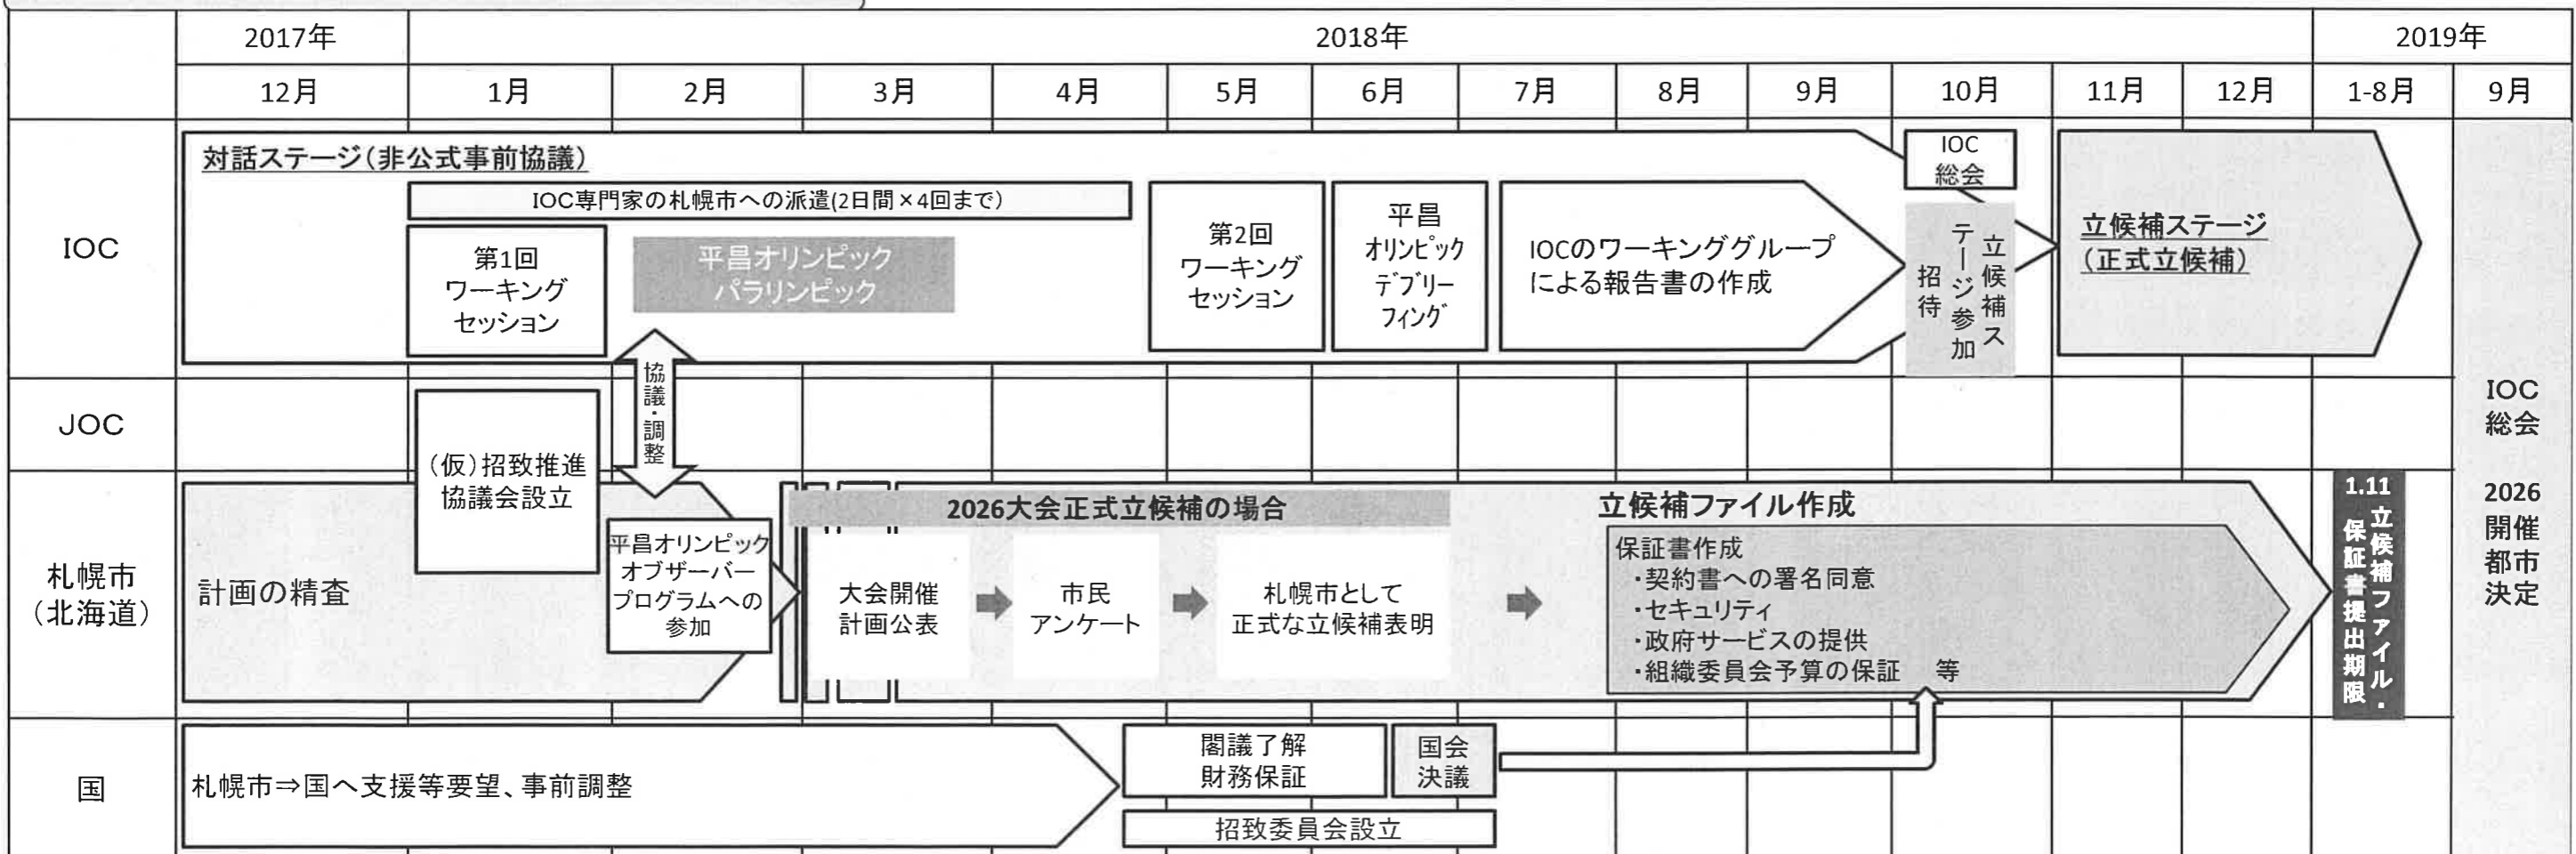 2017年
2018年
2019年
12月
1月
2月
3月
4月
5月
6月
7月
8月
9月
10月
11月
12月
1-8月
9月
IOC
対話ステージ(非公式事前協議)
IOC専門家の札幌市への派遣(2日間×4回まで)
第1回
ワーキング
セッション
平昌オリンピック
パラリンピック
第2回
ワーキング
セッション
平昌
オリンピック
デブリー
フィング
IOCのワーキンググループ
による報告書の作成
IOC
総会
立候補ス
テージ参加
招待
立候補ステージ
(正式立候補)
協議・調整
JOC
(仮)招致推進
協議会設立
IOC
総会
2026
開催
都市
決定
札幌市
(北海道)
計画の精査
平昌オリンピック
オブザーバー
プログラムへの
参加
2026大会正式立候補の場合
大会開催
計画公表
市民
アンケート
札幌市として
正式な立候補表明
立候補ファイル作成
保証書作成
・契約書への署名同意
・セキュリティ
・政府サービスの提供
・組織委員会予算の保証 等
1.11
立候補ファイル・
保証書提出期限
国
札幌市⇒国へ支援等要望、事前調整
閣議了解
財務保証
国会
決議
招致委員会設立